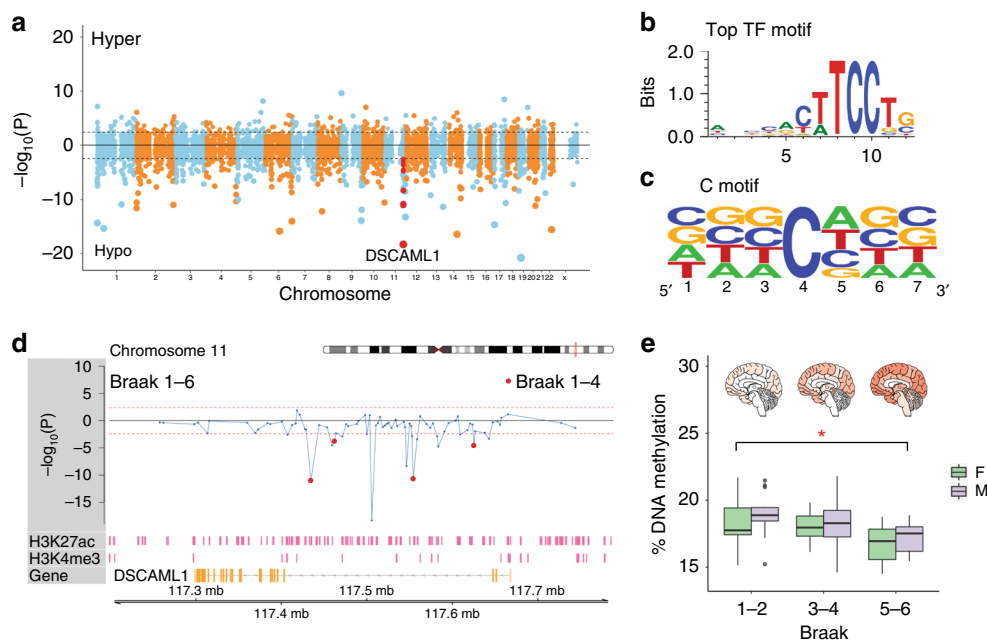 a
20
Hyper
10
0
−10
−20
−log10(P)
Hypo
DSCAML1
1 2 3 4 5 6 7 8 9 10 11 12 13 14 15 16 17 18 19 20 21 22 x
Chromosome
b
Top TF motif
2.0
1.0
0.0
Bits
5 10
c
C motif
C G G C A G C
G C C T C G
A T T C T T
T A A G A A
5′ 1 2 3 4 5 6 7 3′
d
Chromosome 11
10
5
0
−5
−10
−15
−log10(P)
Braak 1–6
Braak 1–4
H3K27ac
H3K4me3
Gene
DSCAML1
117.3 mb 117.5 mb 117.7 mb
117.4 mb 117.6 mb
e
30
25
20
15
% DNA methylation
*
F
M
1–2 3–4 5–6
Braak